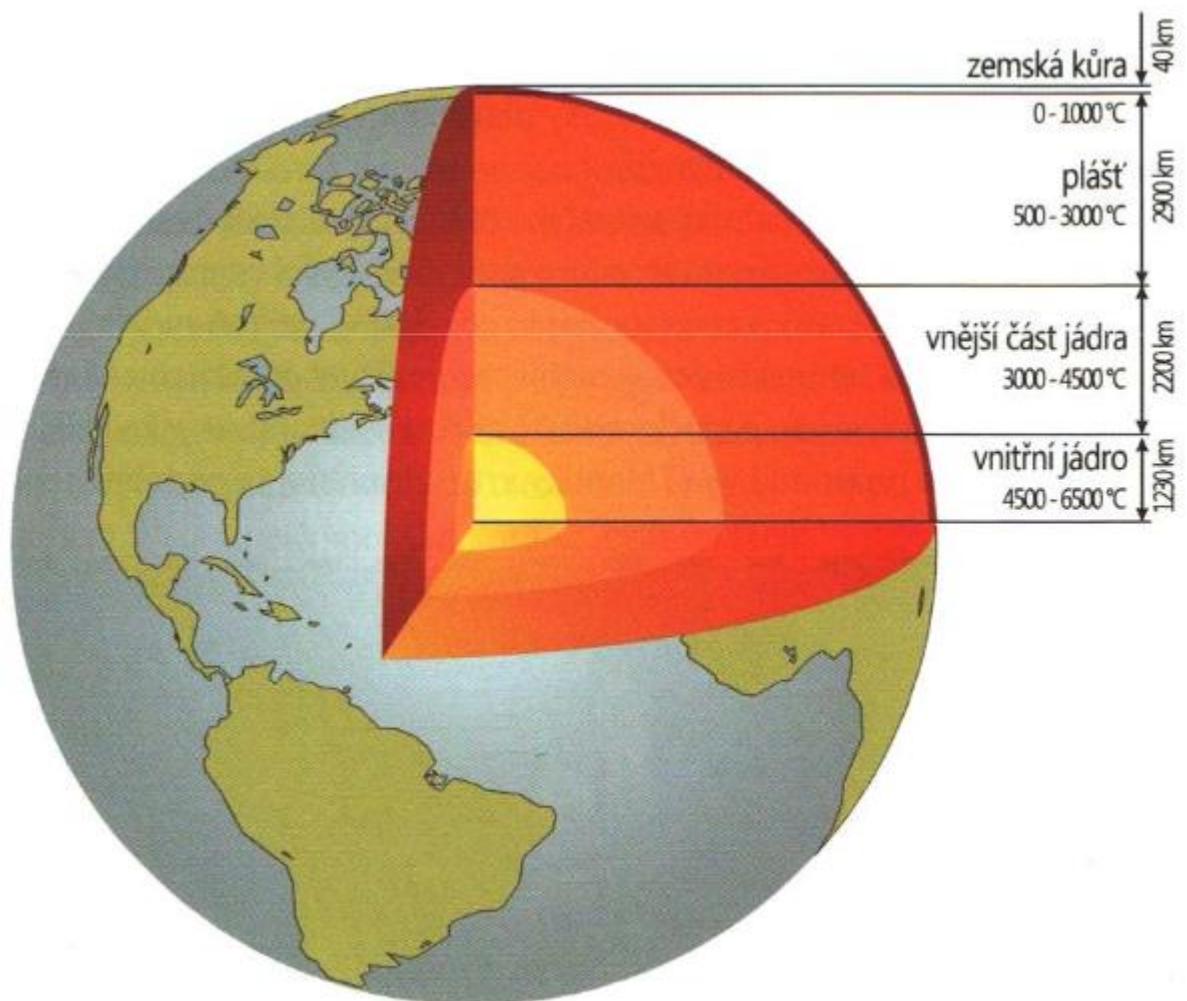 40 km
zemská kůra
0 - 1000 °C
plášť
500 - 3000 °C
2900 km
vnější část jádra
3000 - 4500 °C
2200 km
vnitřní jádro
4500 - 6500 °C
1230 km